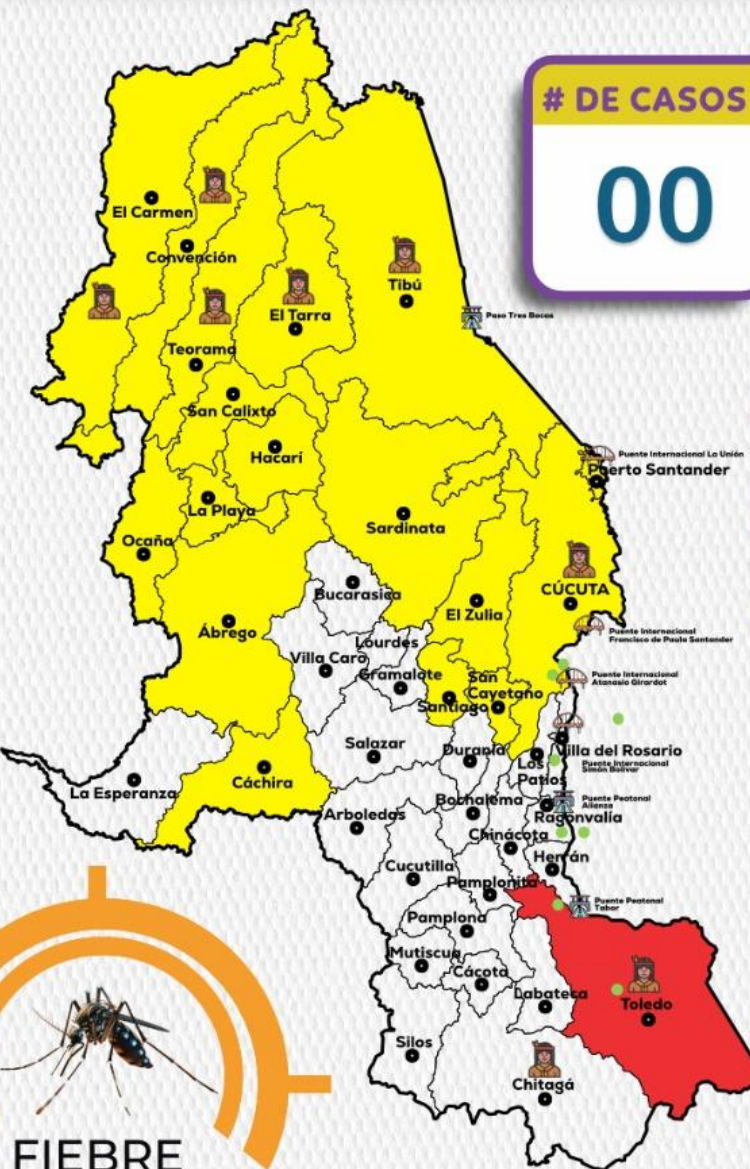 # DE CASOS
00
El Carmen
Convención
Tibú
El Tarra
Paso Tres Bocas
Teorama
San Calixto
Hacarí
Puente Internacional La Unión
Puerto Santander
La Playa
Sardinata
Ocaña
CÚCUTA
Bucarasica
El Zulia
Ábrego
Puente Internacional
Francisco de Paula Santander
Lourdes
Villa Caro
Gramalote
San
Cayetano
Santiago
Puente Internacional
Atanasio Girardot
Salazar
Durania
Villa del Rosario
Los
Patios
Puente Internacional
Simón Bolívar
La Esperanza
Cáchira
Bochalema
Puente Peatonal
Alianza
Arboledas
Ragonvalia
Chinácota
Herrán
Cucutilla
Pamplonita
Puente Peatonal
Tabor
Pamplona
Mutiscua
Cácota
Labateca
Toledo
Silos
Chitagá
FIEBRE